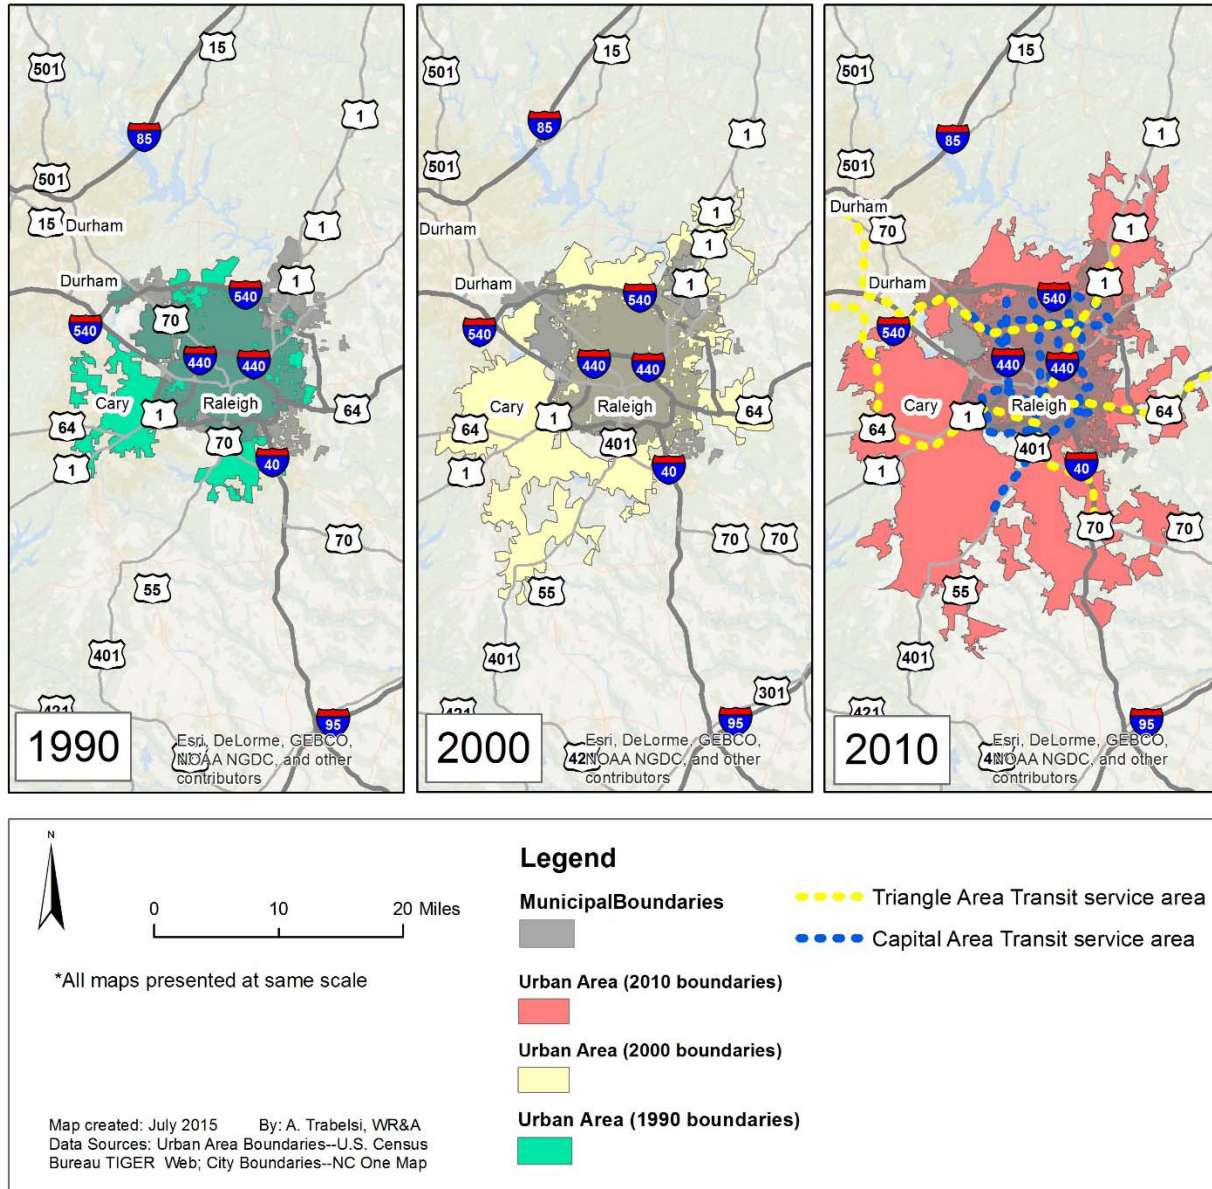 15
501
1
85
501
15
Durham
1
Durham
1
540
70
540
440
440
Cary
1
Raleigh
64
64
70
1
40
70
55
401
421
95
1990
Esri, DeLorme, GEBCO,
NOAA NGDC, and other
contributors
15
501
85
1
501
1
Durham
1
Durham
1
540
540
440
440
Cary
1
Raleigh
64
64
401
1
40
70
70
55
401
301
421
95
2000
Esri, DeLorme, GEBCO,
NOAA NGDC, and other
contributors
15
501
85
1
501
Durham
70
1
Durham
1
540
540
440
440
Cary
1
Raleigh
64
64
401
1
40
70
70
55
401
421
95
2010
Esri, DeLorme, GEBCO,
NOAA NGDC, and other
contributors
N
0 10 20 Miles
*All maps presented at same scale
Map created: July 2015 By: A. Trabelsi, WR&A
Data Sources: Urban Area Boundaries--U.S. Census
Bureau TIGER Web; City Boundaries--NC One Map
Legend
MunicipalBoundaries
Urban Area (2010 boundaries)
Urban Area (2000 boundaries)
Urban Area (1990 boundaries)
Triangle Area Transit service area
Capital Area Transit service area